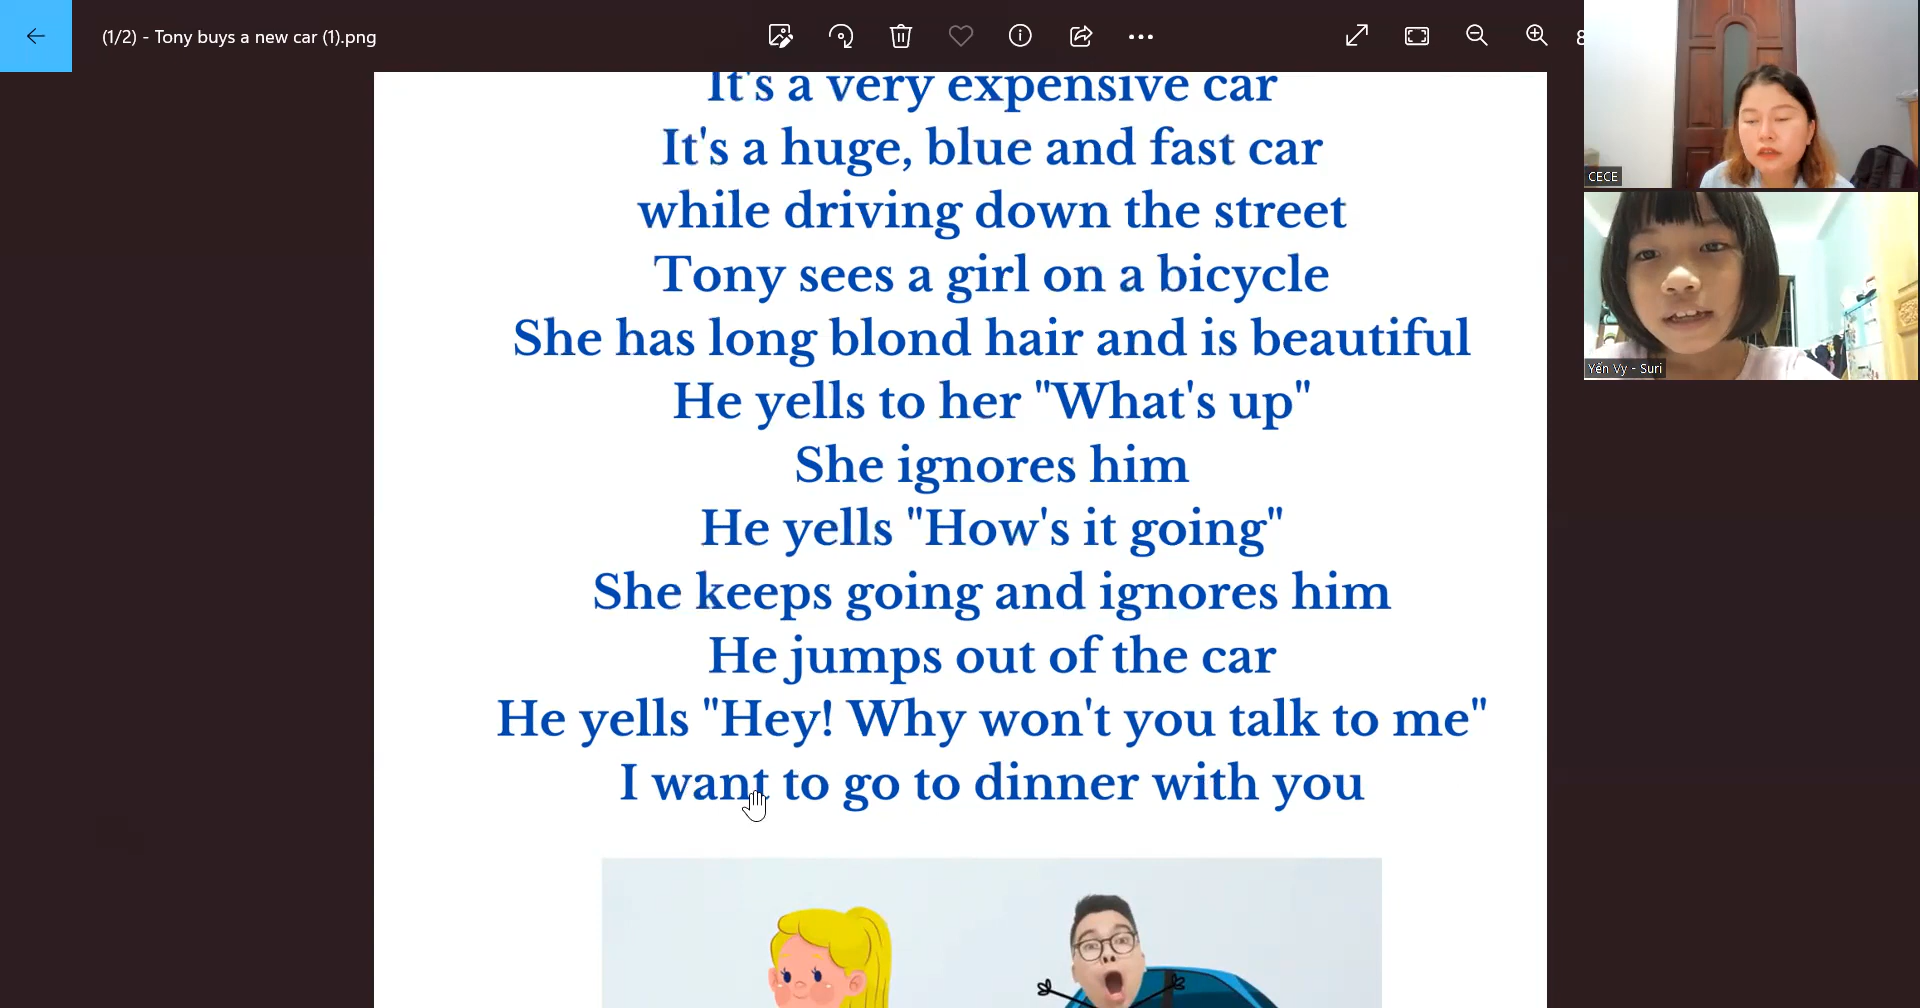 (1/2) - Tony buys a new car (1).png
It's a very expensive car
It's a huge, blue and fast car
while driving down the street
Tony sees a girl on a bicycle
She has long blond hair and is beautiful
He yells to her "What's up"
She ignores him
He yells "How's it going"
She keeps going and ignores him
He jumps out of the car
He yells "Hey! Why won't you talk to me"
I want to go to dinner with you
CECE
Yến Vy - Suri